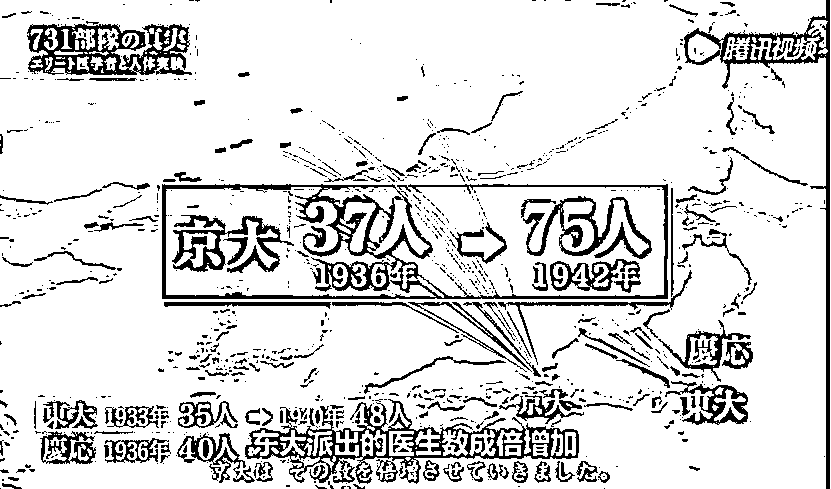 731部隊の真実
エリート医学者と人体実験
腾讯视频
京大 37人 ➡ 75人
1936年 1942年
慶応
京大 東大
東大 1933年 35人 ➡ 1940年 48人
慶応 1936年 40人
东大派出的医生数成倍增加
京大は その数を倍増させていきました。